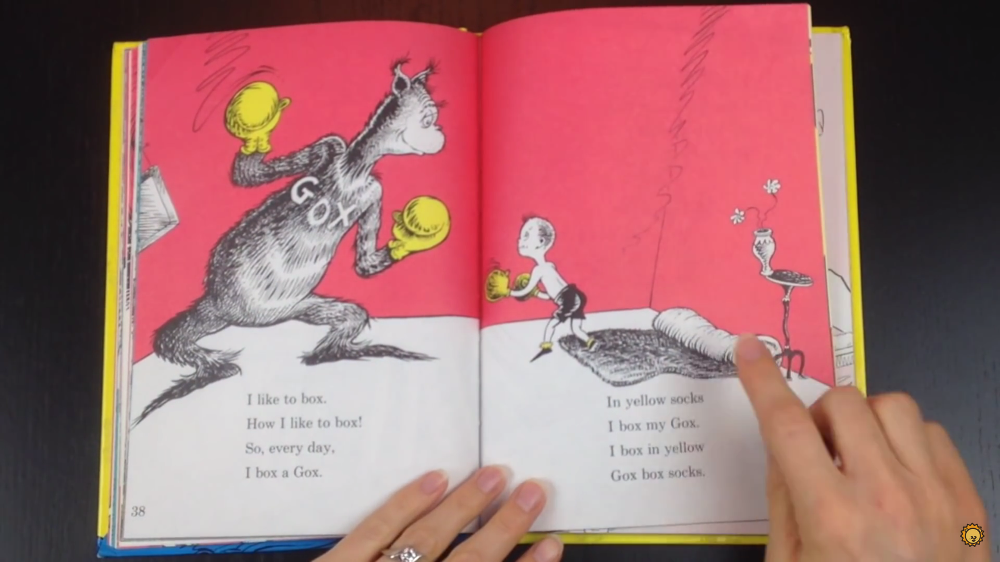 GOX
I like to box.
How I like to box!
So, every day,
I box a Gox.
38
In yellow socks
I box my Gox.
I box in yellow
Gox box socks.